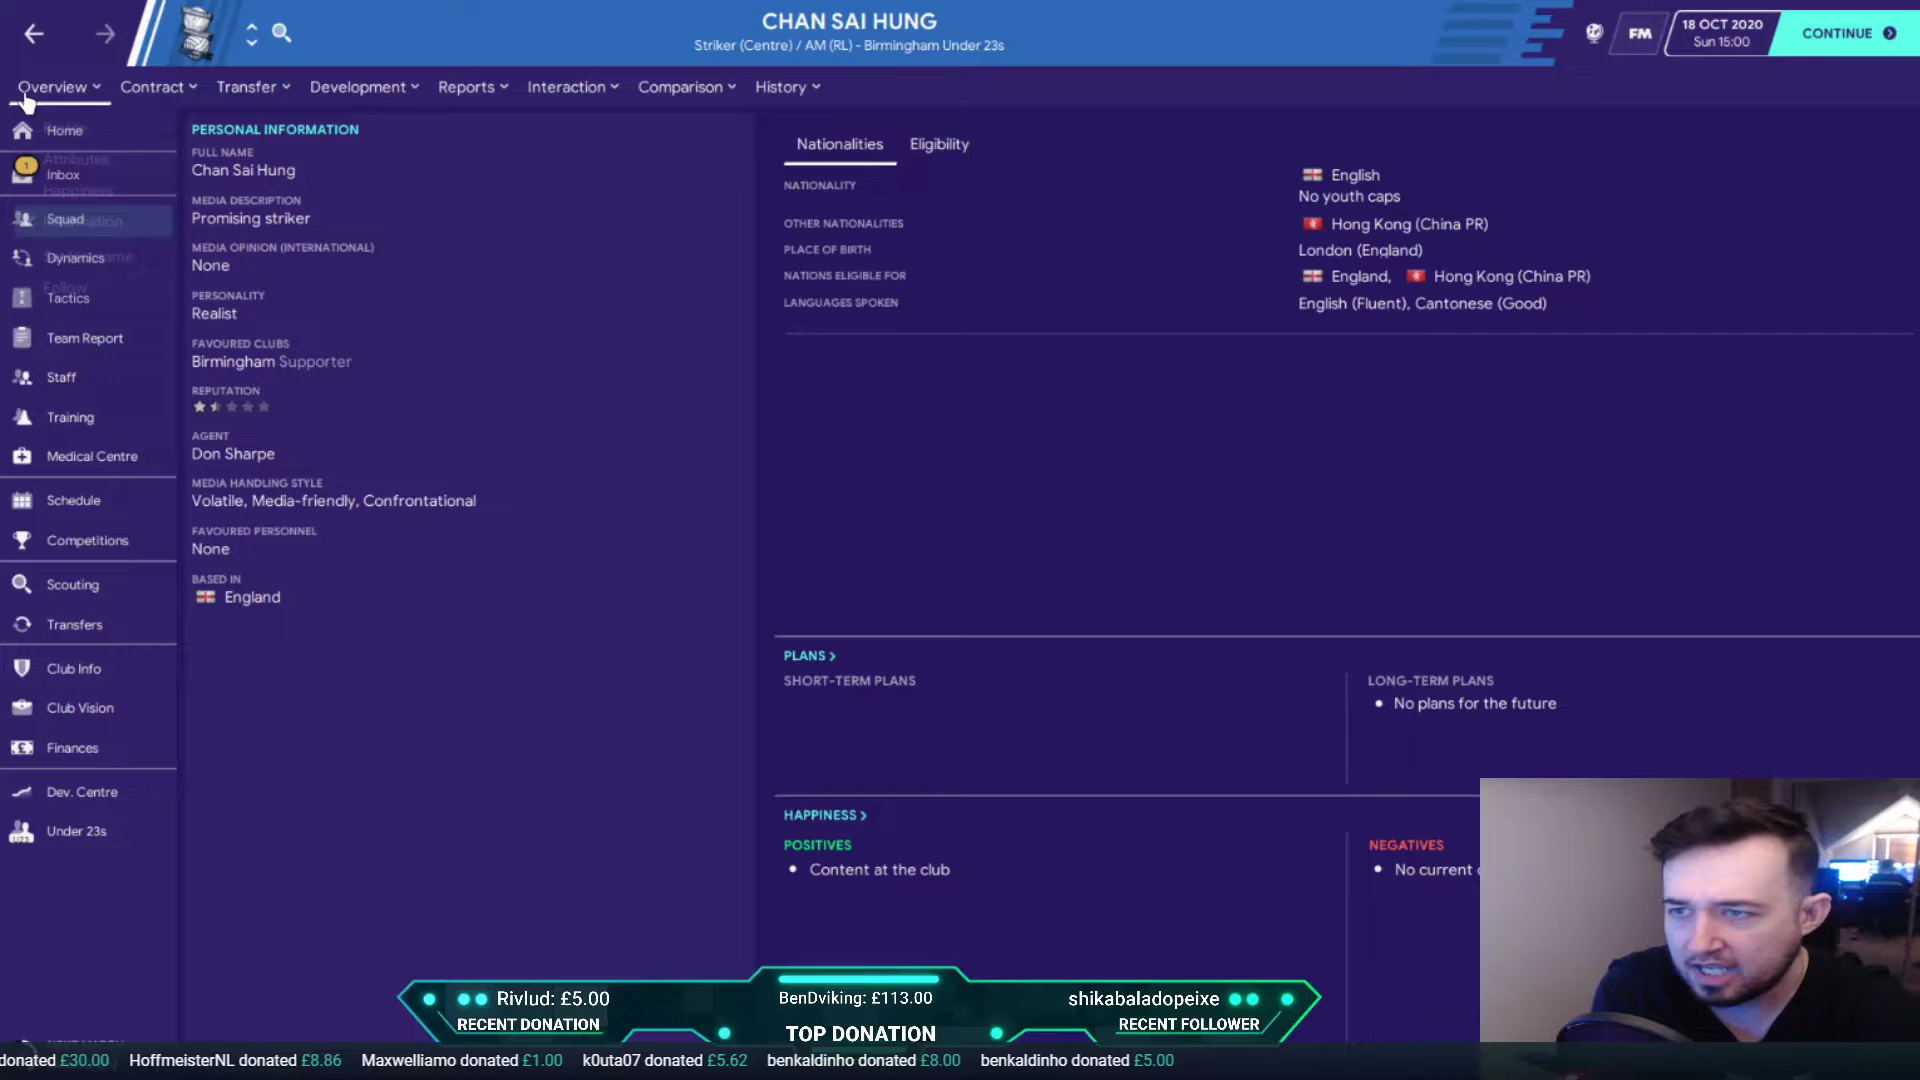 CHAN SAI HUNG
Striker (Centre) / AM (RL) - Birmingham Under 23s
FM
18 OCT 2020
Sun 15:00
CONTINUE
Overview
Contract
Transfer
Development
Reports
Interaction
Comparison
History
Home
Attributes
1
Inbox
Happiness
Squad
Dynamics
Follow
Tactics
Team Report
Staff
Training
Medical Centre
Schedule
Competitions
Scouting
Transfers
Club Info
Club Vision
Finances
Dev. Centre
Under 23s
PERSONAL INFORMATION
FULL NAME
Chan Sai Hung
MEDIA DESCRIPTION
Promising striker
MEDIA OPINION (INTERNATIONAL)
None
PERSONALITY
Realist
FAVOURED CLUBS
Birmingham Supporter
REPUTATION
AGENT
Don Sharpe
MEDIA HANDLING STYLE
Volatile, Media-friendly, Confrontational
FAVOURED PERSONNEL
None
BASED IN
England
Nationalities
Eligibility
NATIONALITY
English
No youth caps
OTHER NATIONALITIES
Hong Kong (China PR)
PLACE OF BIRTH
London (England)
NATIONS ELIGIBLE FOR
England, Hong Kong (China PR)
LANGUAGES SPOKEN
English (Fluent), Cantonese (Good)
PLANS >
SHORT-TERM PLANS
LONG-TERM PLANS
No plans for the future
HAPPINESS >
POSITIVES
Content at the club
NEGATIVES
No current
Rivlud: £5.00
RECENT DONATION
BenDviking: £113.00
TOP DONATION
shikabaladopeixe
RECENT FOLLOWER
donated £30.00 HoffmeisterNL donated £8.86 Maxwelliamo donated £1.00 k0uta07 donated £5.62 benkaldinho donated £8.00 benkaldinho donated £5.00